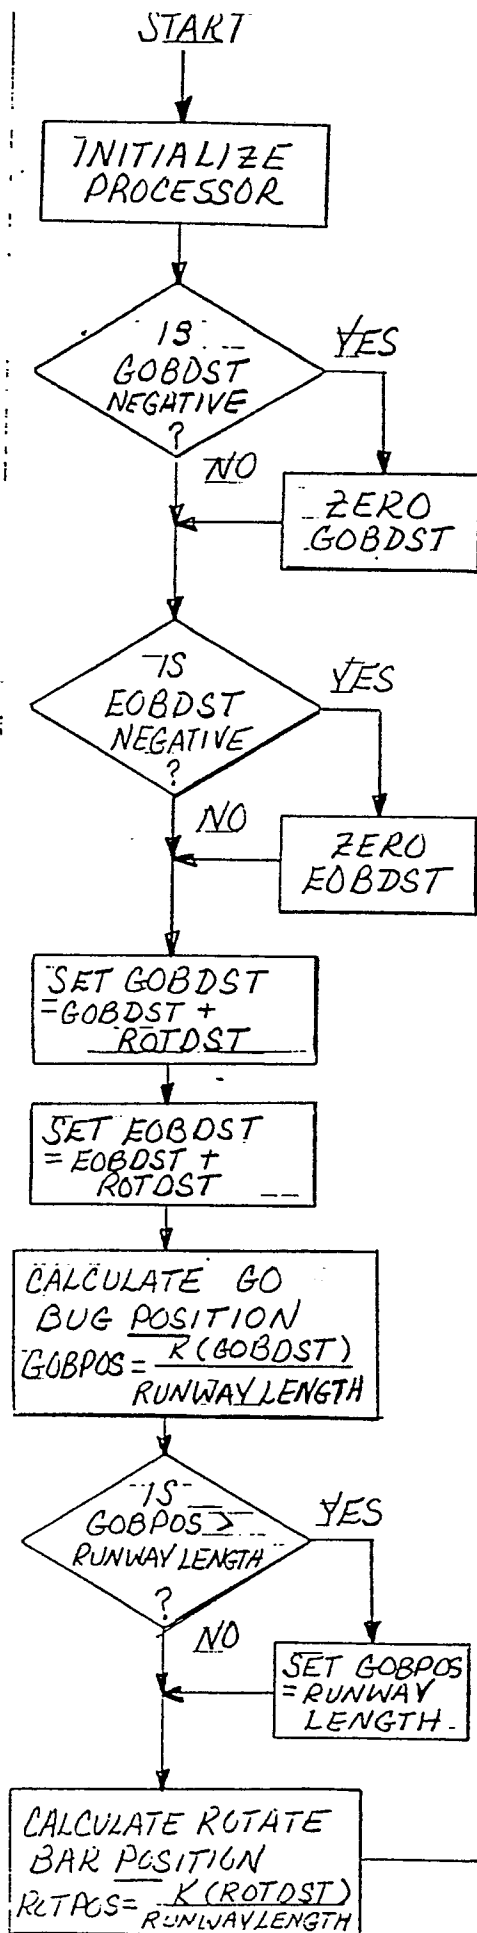 START
INITIALIZE
PROCESSOR
IS
GOBDST
NEGATIVE
?
YES
NO
ZERO
GOBDST
IS
EOBDST
NEGATIVE
?
YES
NO
ZERO
EOBDST
SET GOBDST
=GOBDST +
ROTDST
SET EOBDST
= EOBDST +
ROTDST
CALCULATE GO
BUG POSITION
GOBPOS = K (GOBDST)
RUNWAY LENGTH
IS
GOBPOS >
RUNWAY LENGTH
?
YES
NO
SET GOBPOS
= RUNWAY
LENGTH
CALCULATE ROTATE
BAR POSITION
ROTPOS = K (ROTDST)
RUNWAY LENGTH